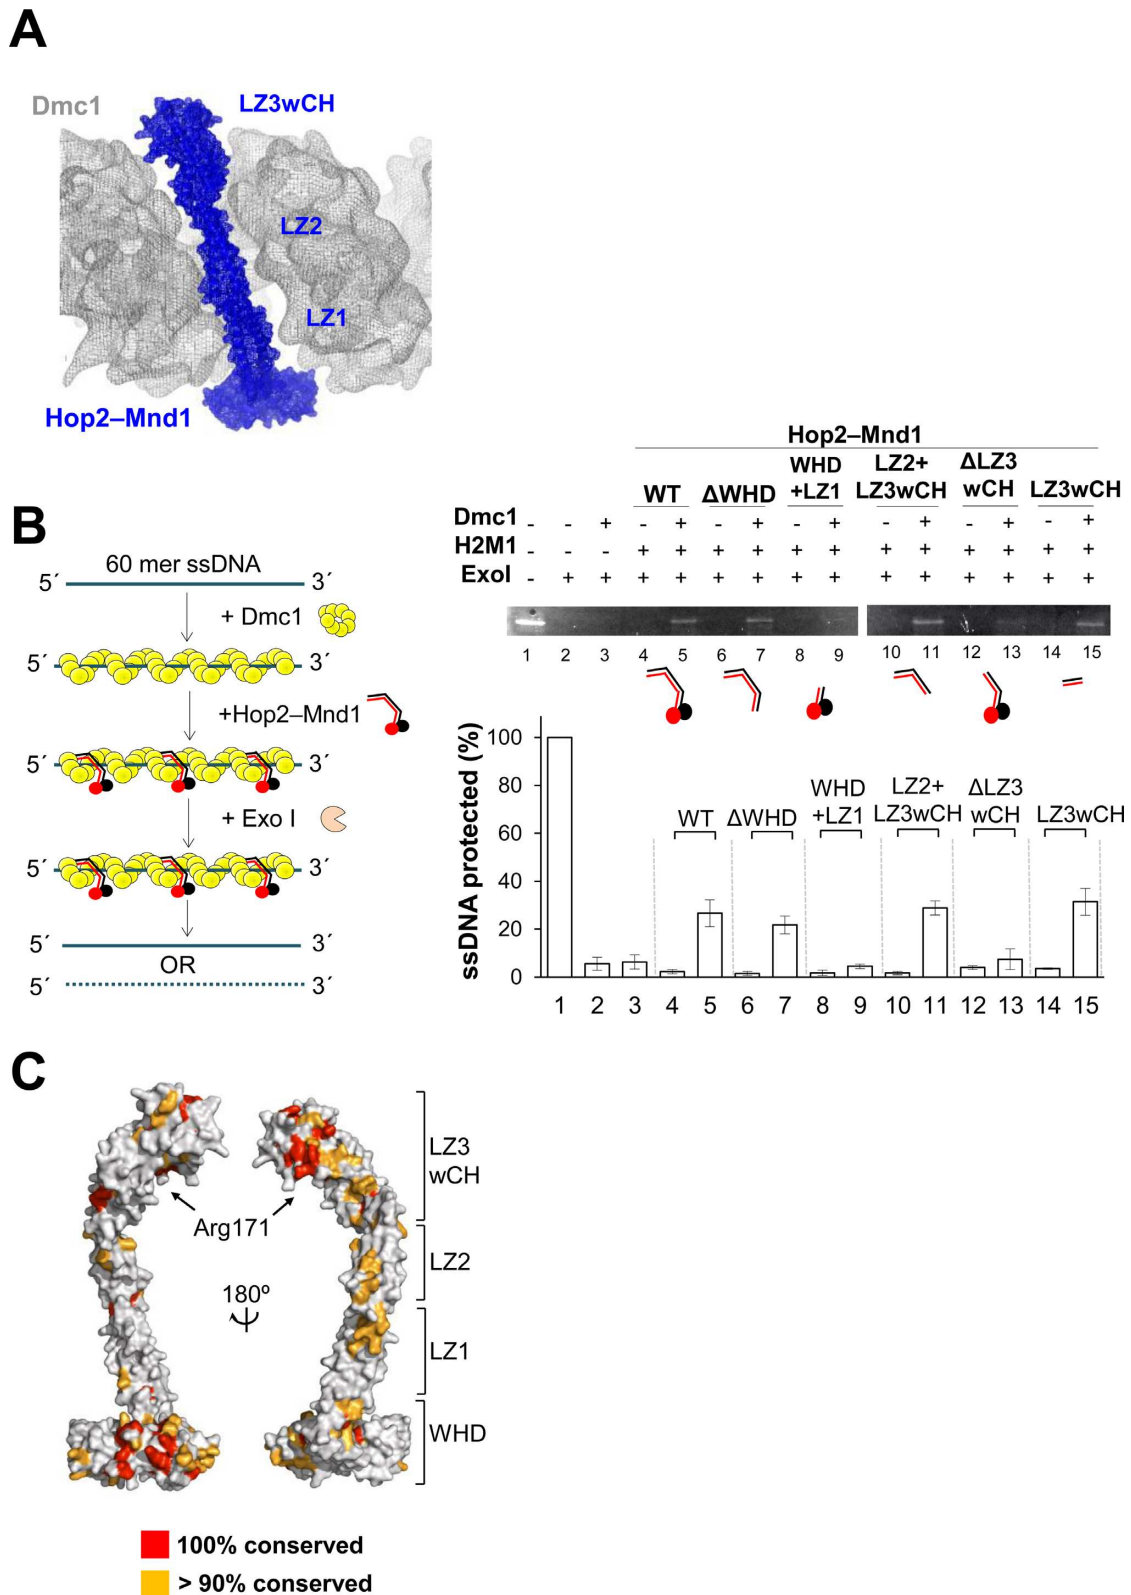 A
Dmc1
LZ3wCH
LZ2
LZ1
Hop2–Mnd1
B
60 mer ssDNA
5´ 3´
+ Dmc1
5´ 3´
+Hop2–Mnd1
5´ 3´
+ Exo I
5´ 3´
5´ 3´
OR
5´ 3´
Hop2–Mnd1
WT ΔWHD WHD +LZ1 LZ2+ LZ3wCH ΔLZ3 wCH LZ3wCH
Dmc1 - - + - + - + - + - + - + - +
H2M1 - - - + + + + + + + + + + + +
ExoI - + + + + + + + + + + + + + +
1 2 3 4 5 6 7 8 9 10 11 12 13 14 15
ssDNA protected (%)
100
80
60
40
20
0
WT ΔWHD WHD +LZ1 LZ2+ LZ3wCH ΔLZ3 wCH LZ3wCH
1 2 3 4 5 6 7 8 9 10 11 12 13 14 15
C
LZ3
wCH
Arg171
LZ2
180º
LZ1
WHD
100% conserved
> 90% conserved